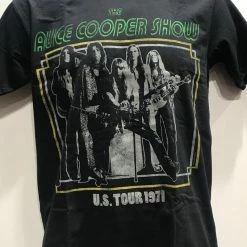 THE
ALICE COOPER SHOW
U.S. TOUR 1971